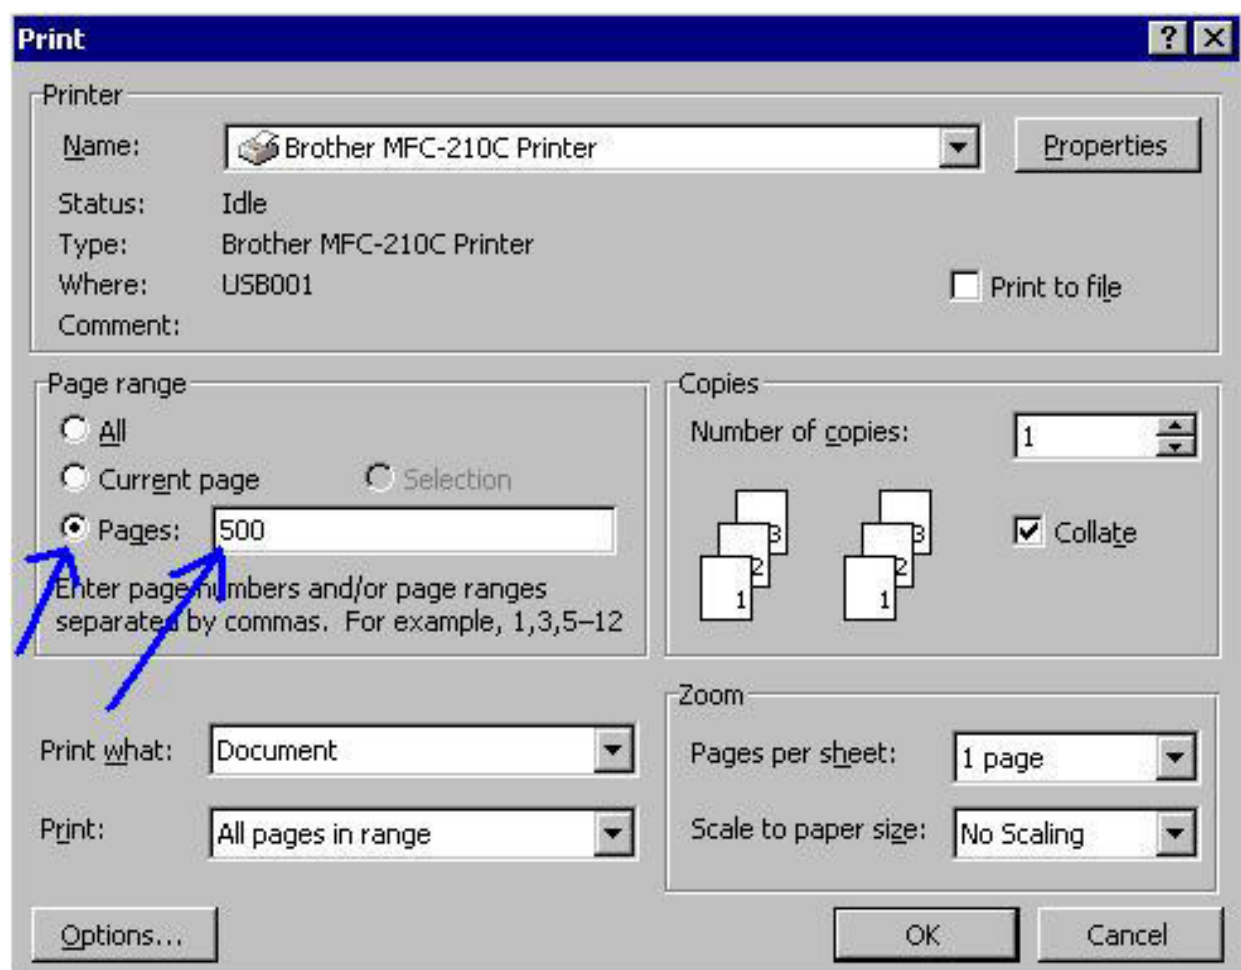 Print
Printer
Name: Brother MFC-210C Printer Properties
Status: Idle
Type: Brother MFC-210C Printer
Where: USB001 Print to file
Comment:
Page range
All
Current page Selection
Pages: 500
Enter page numbers and/or page ranges
separated by commas. For example, 1,3,5–12
Copies
Number of copies: 1
1 2 3 1 2 3
Collate
Print what: Document
Print: All pages in range
Zoom
Pages per sheet: 1 page
Scale to paper size: No Scaling
Options... OK Cancel